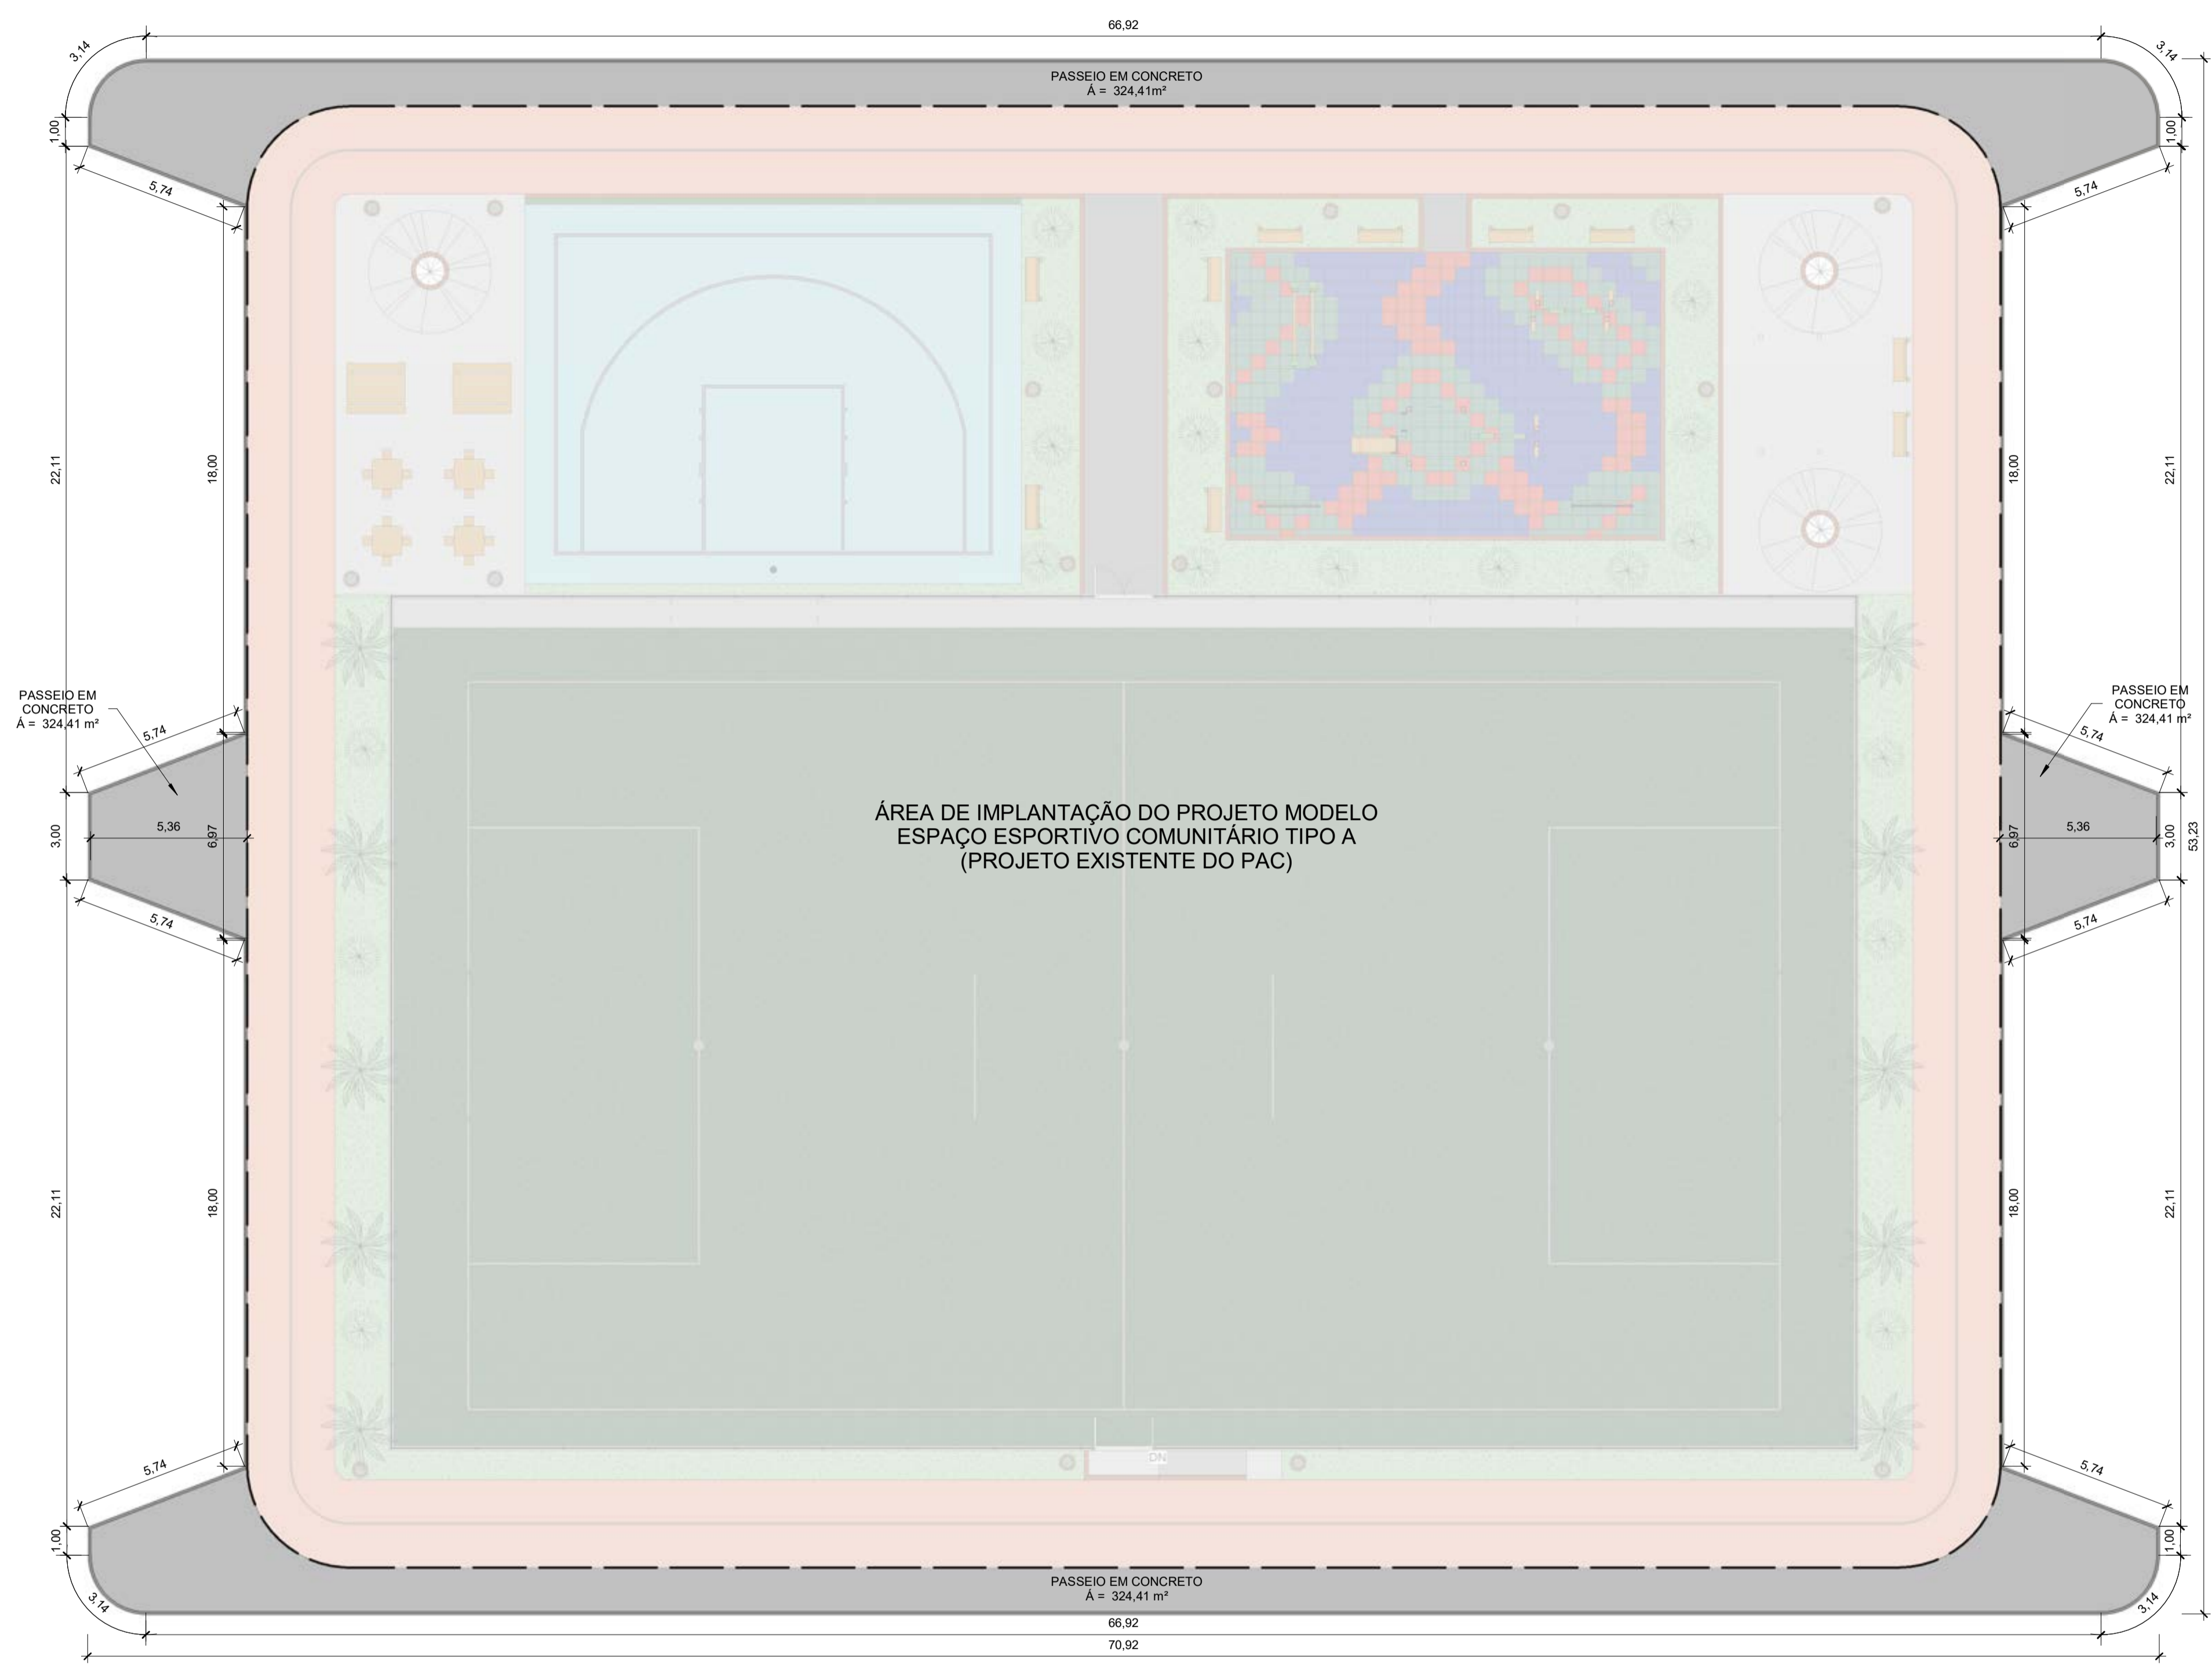 66,92
3,14
3,14
PASSEIO EM CONCRETO
Á = 324,41m²
1,00
1,00
5,74
5,74
22,11
18,00
18,00
22,11
PASSEIO EM
CONCRETO
Á = 324,41 m²
PASSEIO EM
CONCRETO
Á = 324,41 m²
5,74
5,74
ÁREA DE IMPLANTAÇÃO DO PROJETO MODELO
ESPAÇO ESPORTIVO COMUNITÁRIO TIPO A
(PROJETO EXISTENTE DO PAC)
3,00
5,36
6,97
6,97
5,36
3,00
53,23
5,74
5,74
22,11
18,00
18,00
22,11
DN
5,74
5,74
1,00
1,00
PASSEIO EM CONCRETO
Á = 324,41 m²
3,14
3,14
66,92
70,92